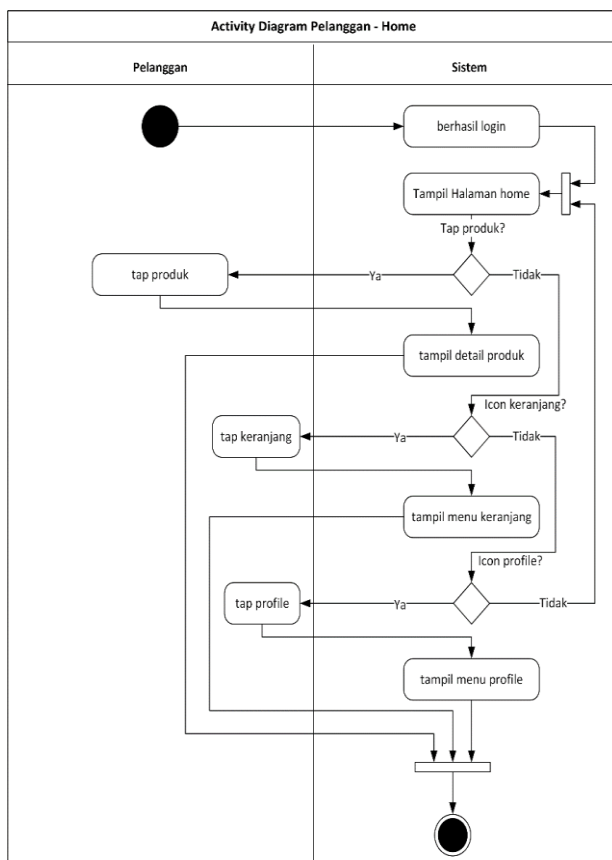 Activity Diagram Pelanggan - Home
Pelanggan
Sistem
berhasil login
Tampil Halaman home
Tap produk?
tap produk
Ya
Tidak
tampil detail produk
Icon keranjang?
tap keranjang
Ya
Tidak
tampil menu keranjang
Icon profile?
tap profile
Ya
Tidak
tampil menu profile